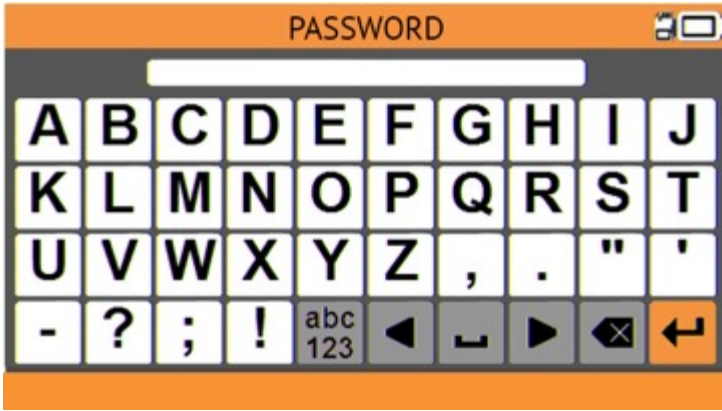 PASSWORD
A B C D E F G H I J
K L M N O P Q R S T
U V W X Y Z , . " '
- ? ; ! abc
123